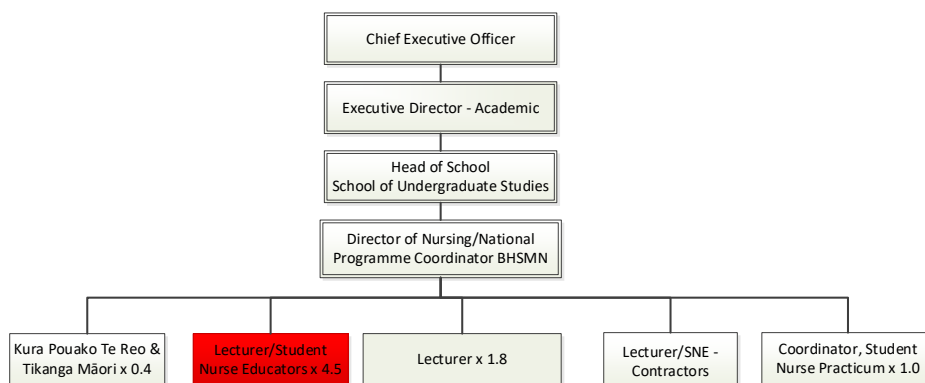 Chief Executive Officer
Executive Director - Academic
Head of School
School of Undergraduate Studies
Director of Nursing/National
Programme Coordinator BHSMN
Kura Pouako Te Reo &
Tikanga Māori x 0.4
Lecturer/Student
Nurse Educators x 4.5
Lecturer x 1.8
Lecturer/SNE -
Contractors
Coordinator, Student
Nurse Practicum x 1.0